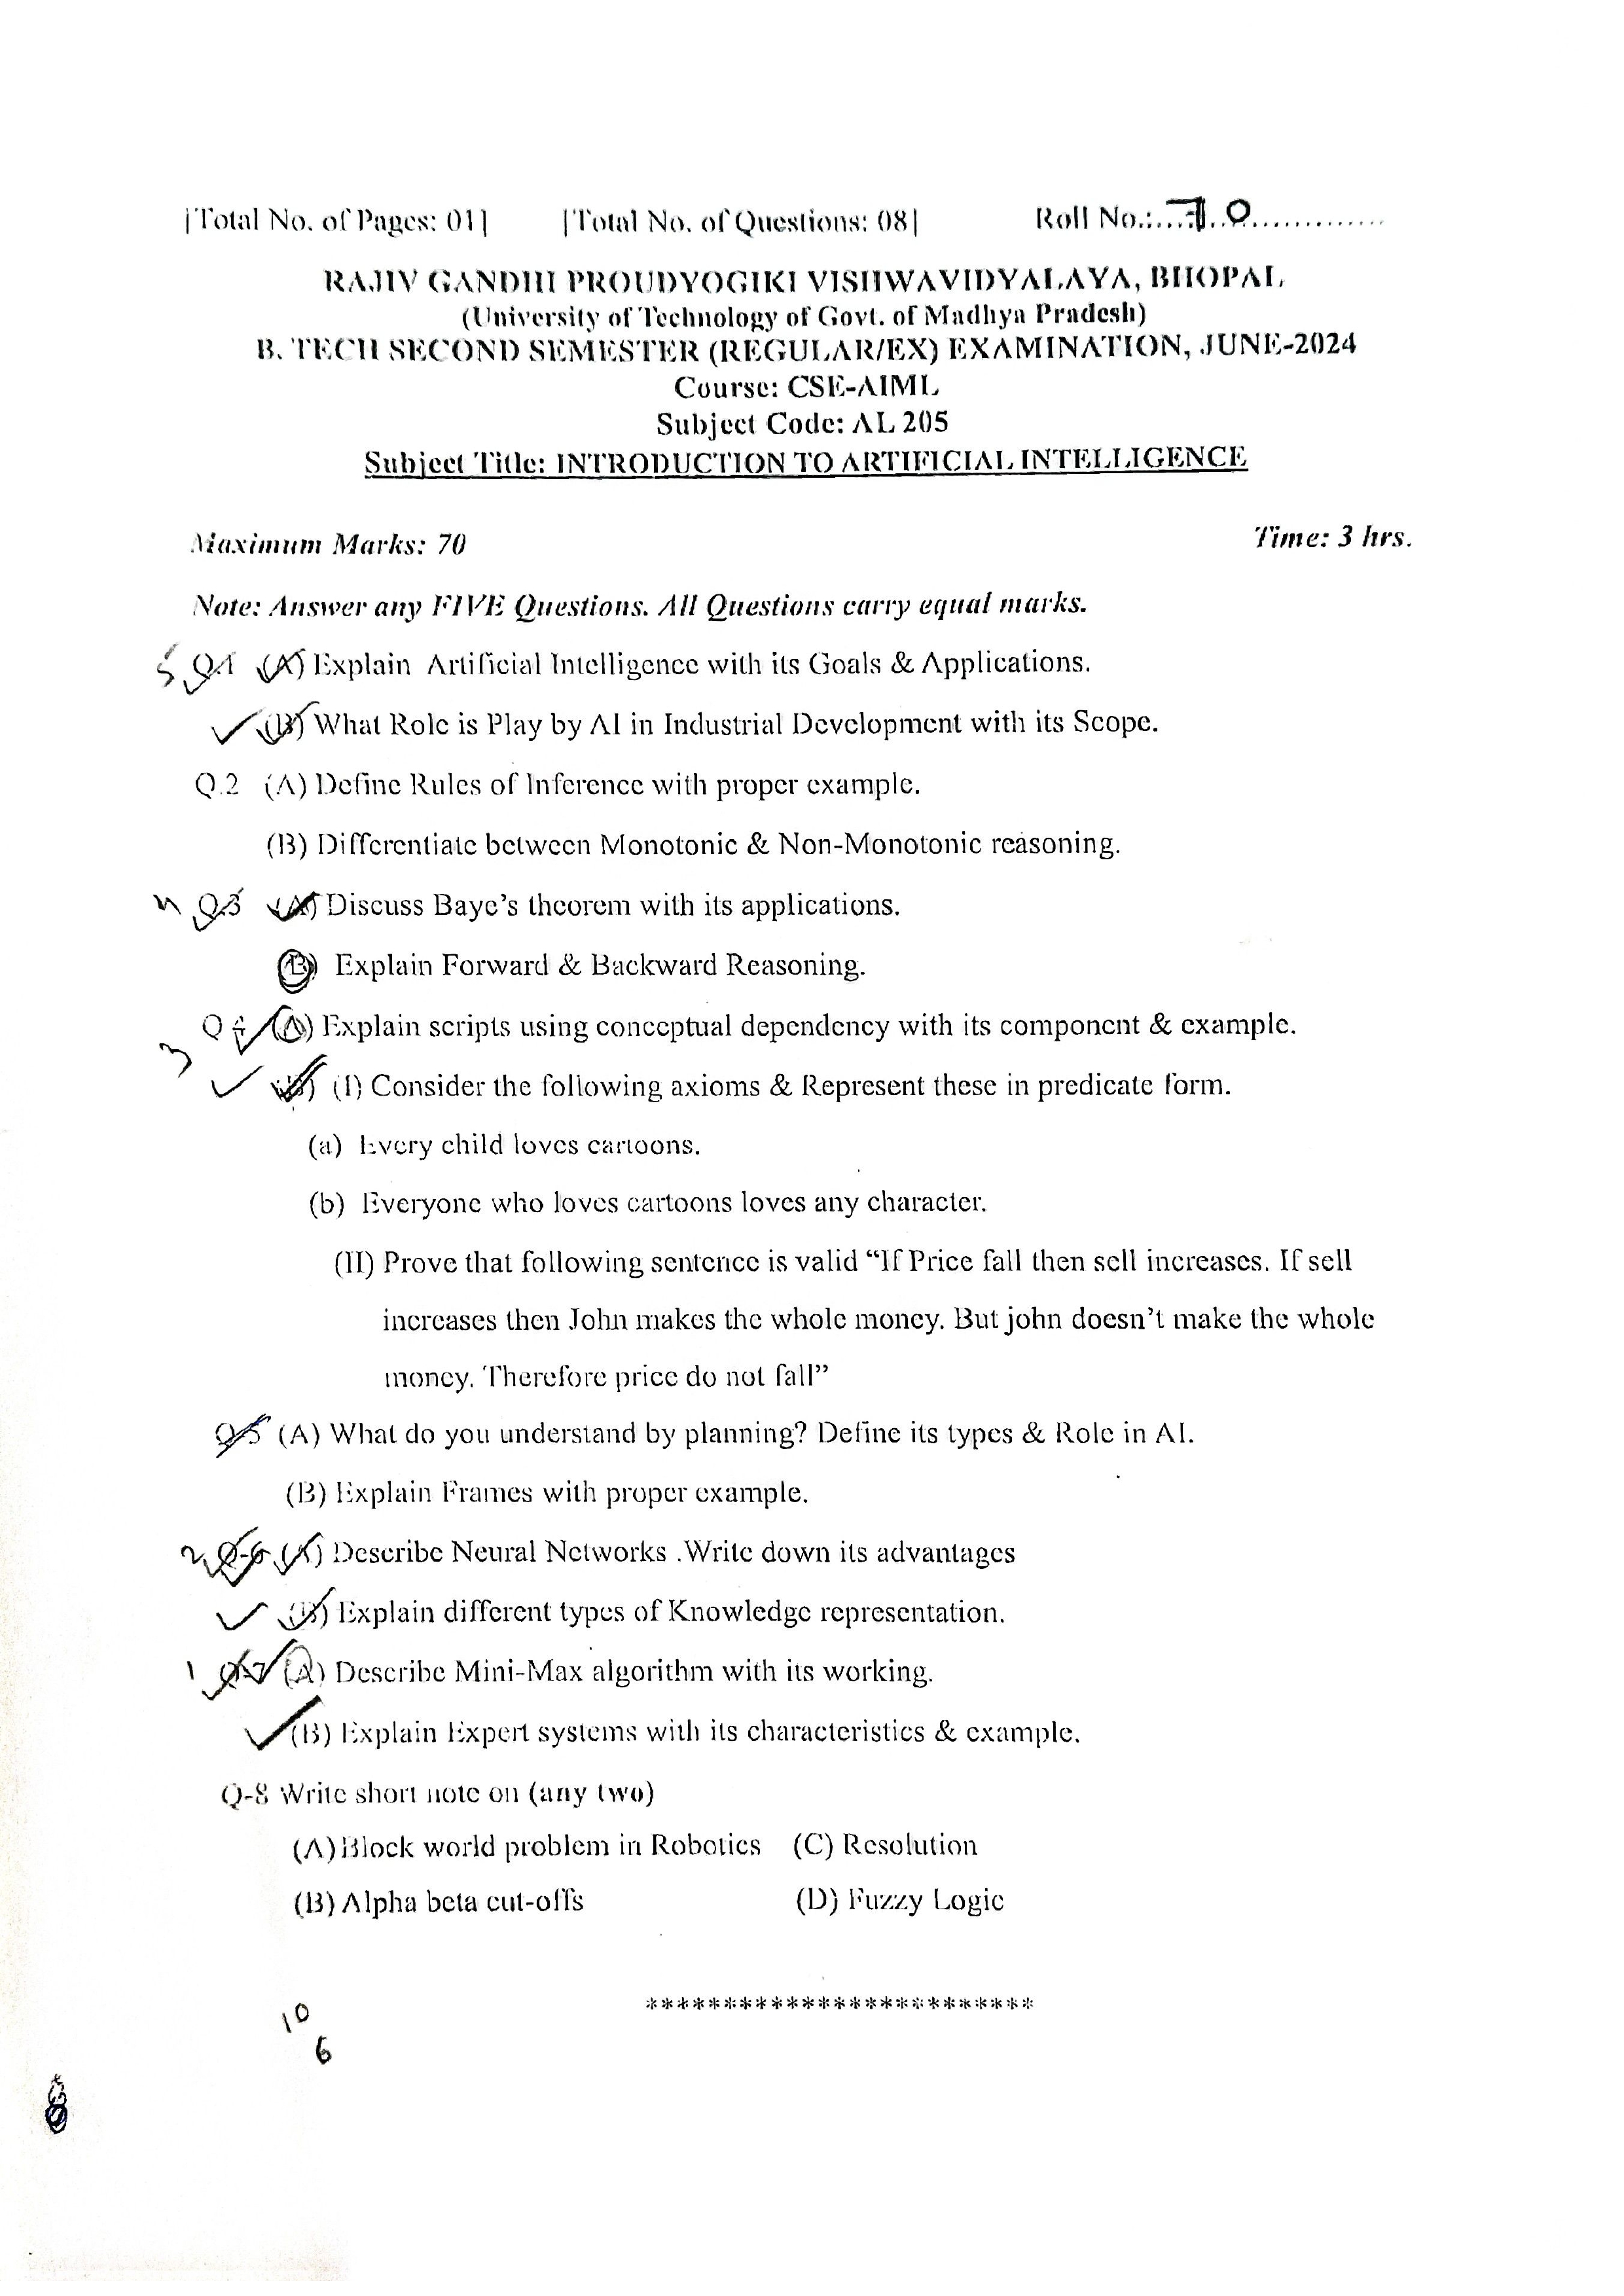 |Total No. of Pages: 01| |Total No. of Questions: 08| Roll No.:....70.............
RAJIV GANDHI PROUDYOGIKI VISHWAVIDYALAYA, BHOPAL
(University of Technology of Govt. of Madhya Pradesh)
B. TECH SECOND SEMESTER (REGULAR/EX) EXAMINATION, JUNE-2024
Course: CSE-AIML
Subject Code: AL 205
Subject Title: INTRODUCTION TO ARTIFICIAL INTELLIGENCE
Maximum Marks: 70 Time: 3 hrs.
Note: Answer any FIVE Questions. All Questions carry equal marks.
5 Q.1 (A) Explain Artificial Intelligence with its Goals & Applications.
(B) What Role is Play by AI in Industrial Development with its Scope.
Q.2 (A) Define Rules of Inference with proper example.
(B) Differentiate between Monotonic & Non-Monotonic reasoning.
Q.3 (A) Discuss Baye's theorem with its applications.
(B) Explain Forward & Backward Reasoning.
Q (A) Explain scripts using conceptual dependency with its component & example.
3
(B) (I) Consider the following axioms & Represent these in predicate form.
(a) Every child loves cartoons.
(b) Everyone who loves cartoons loves any character.
(II) Prove that following sentence is valid “If Price fall then sell increases. If sell
increases then John makes the whole money. But john doesn't make the whole
money. Therefore price do not fall”
Q-5 (A) What do you understand by planning? Define its types & Role in AI.
(B) Explain Frames with proper example.
2 Q-6 (A) Describe Neural Networks .Write down its advantages
(B) Explain different types of Knowledge representation.
1 Q-7 (A) Describe Mini-Max algorithm with its working.
(B) Explain Expert systems with its characteristics & example.
Q-8 Write short note on (any two)
(A) Block world problem in Robotics (C) Resolution
(B) Alpha beta cut-offs (D) Fuzzy Logic
*************************
10
6